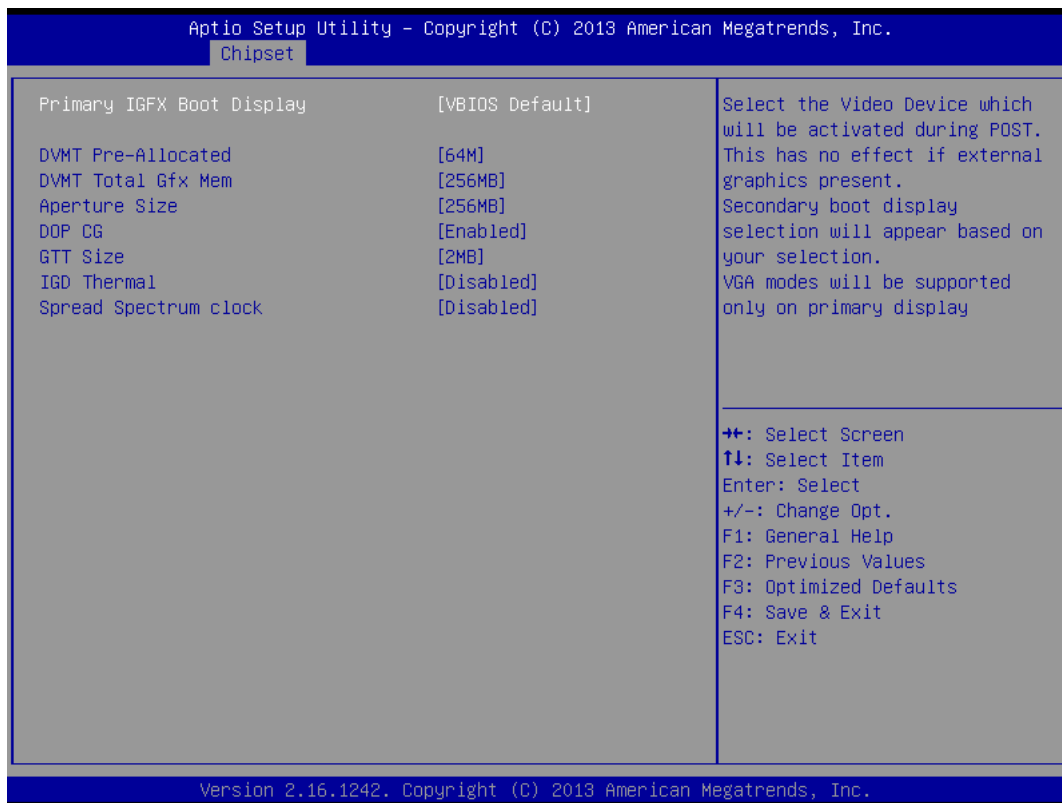 Aptio Setup Utility – Copyright (C) 2013 American Megatrends, Inc.
Chipset
Primary IGFX Boot Display [VBIOS Default]
DVMT Pre-Allocated [64M]
DVMT Total Gfx Mem [256MB]
Aperture Size [256MB]
DOP CG [Enabled]
GTT Size [2MB]
IGD Thermal [Disabled]
Spread Spectrum clock [Disabled]
Select the Video Device which
will be activated during POST.
This has no effect if external
graphics present.
Secondary boot display
selection will appear based on
your selection.
VGA modes will be supported
only on primary display
→←: Select Screen
↑↓: Select Item
Enter: Select
+/-: Change Opt.
F1: General Help
F2: Previous Values
F3: Optimized Defaults
F4: Save & Exit
ESC: Exit
Version 2.16.1242. Copyright (C) 2013 American Megatrends, Inc.